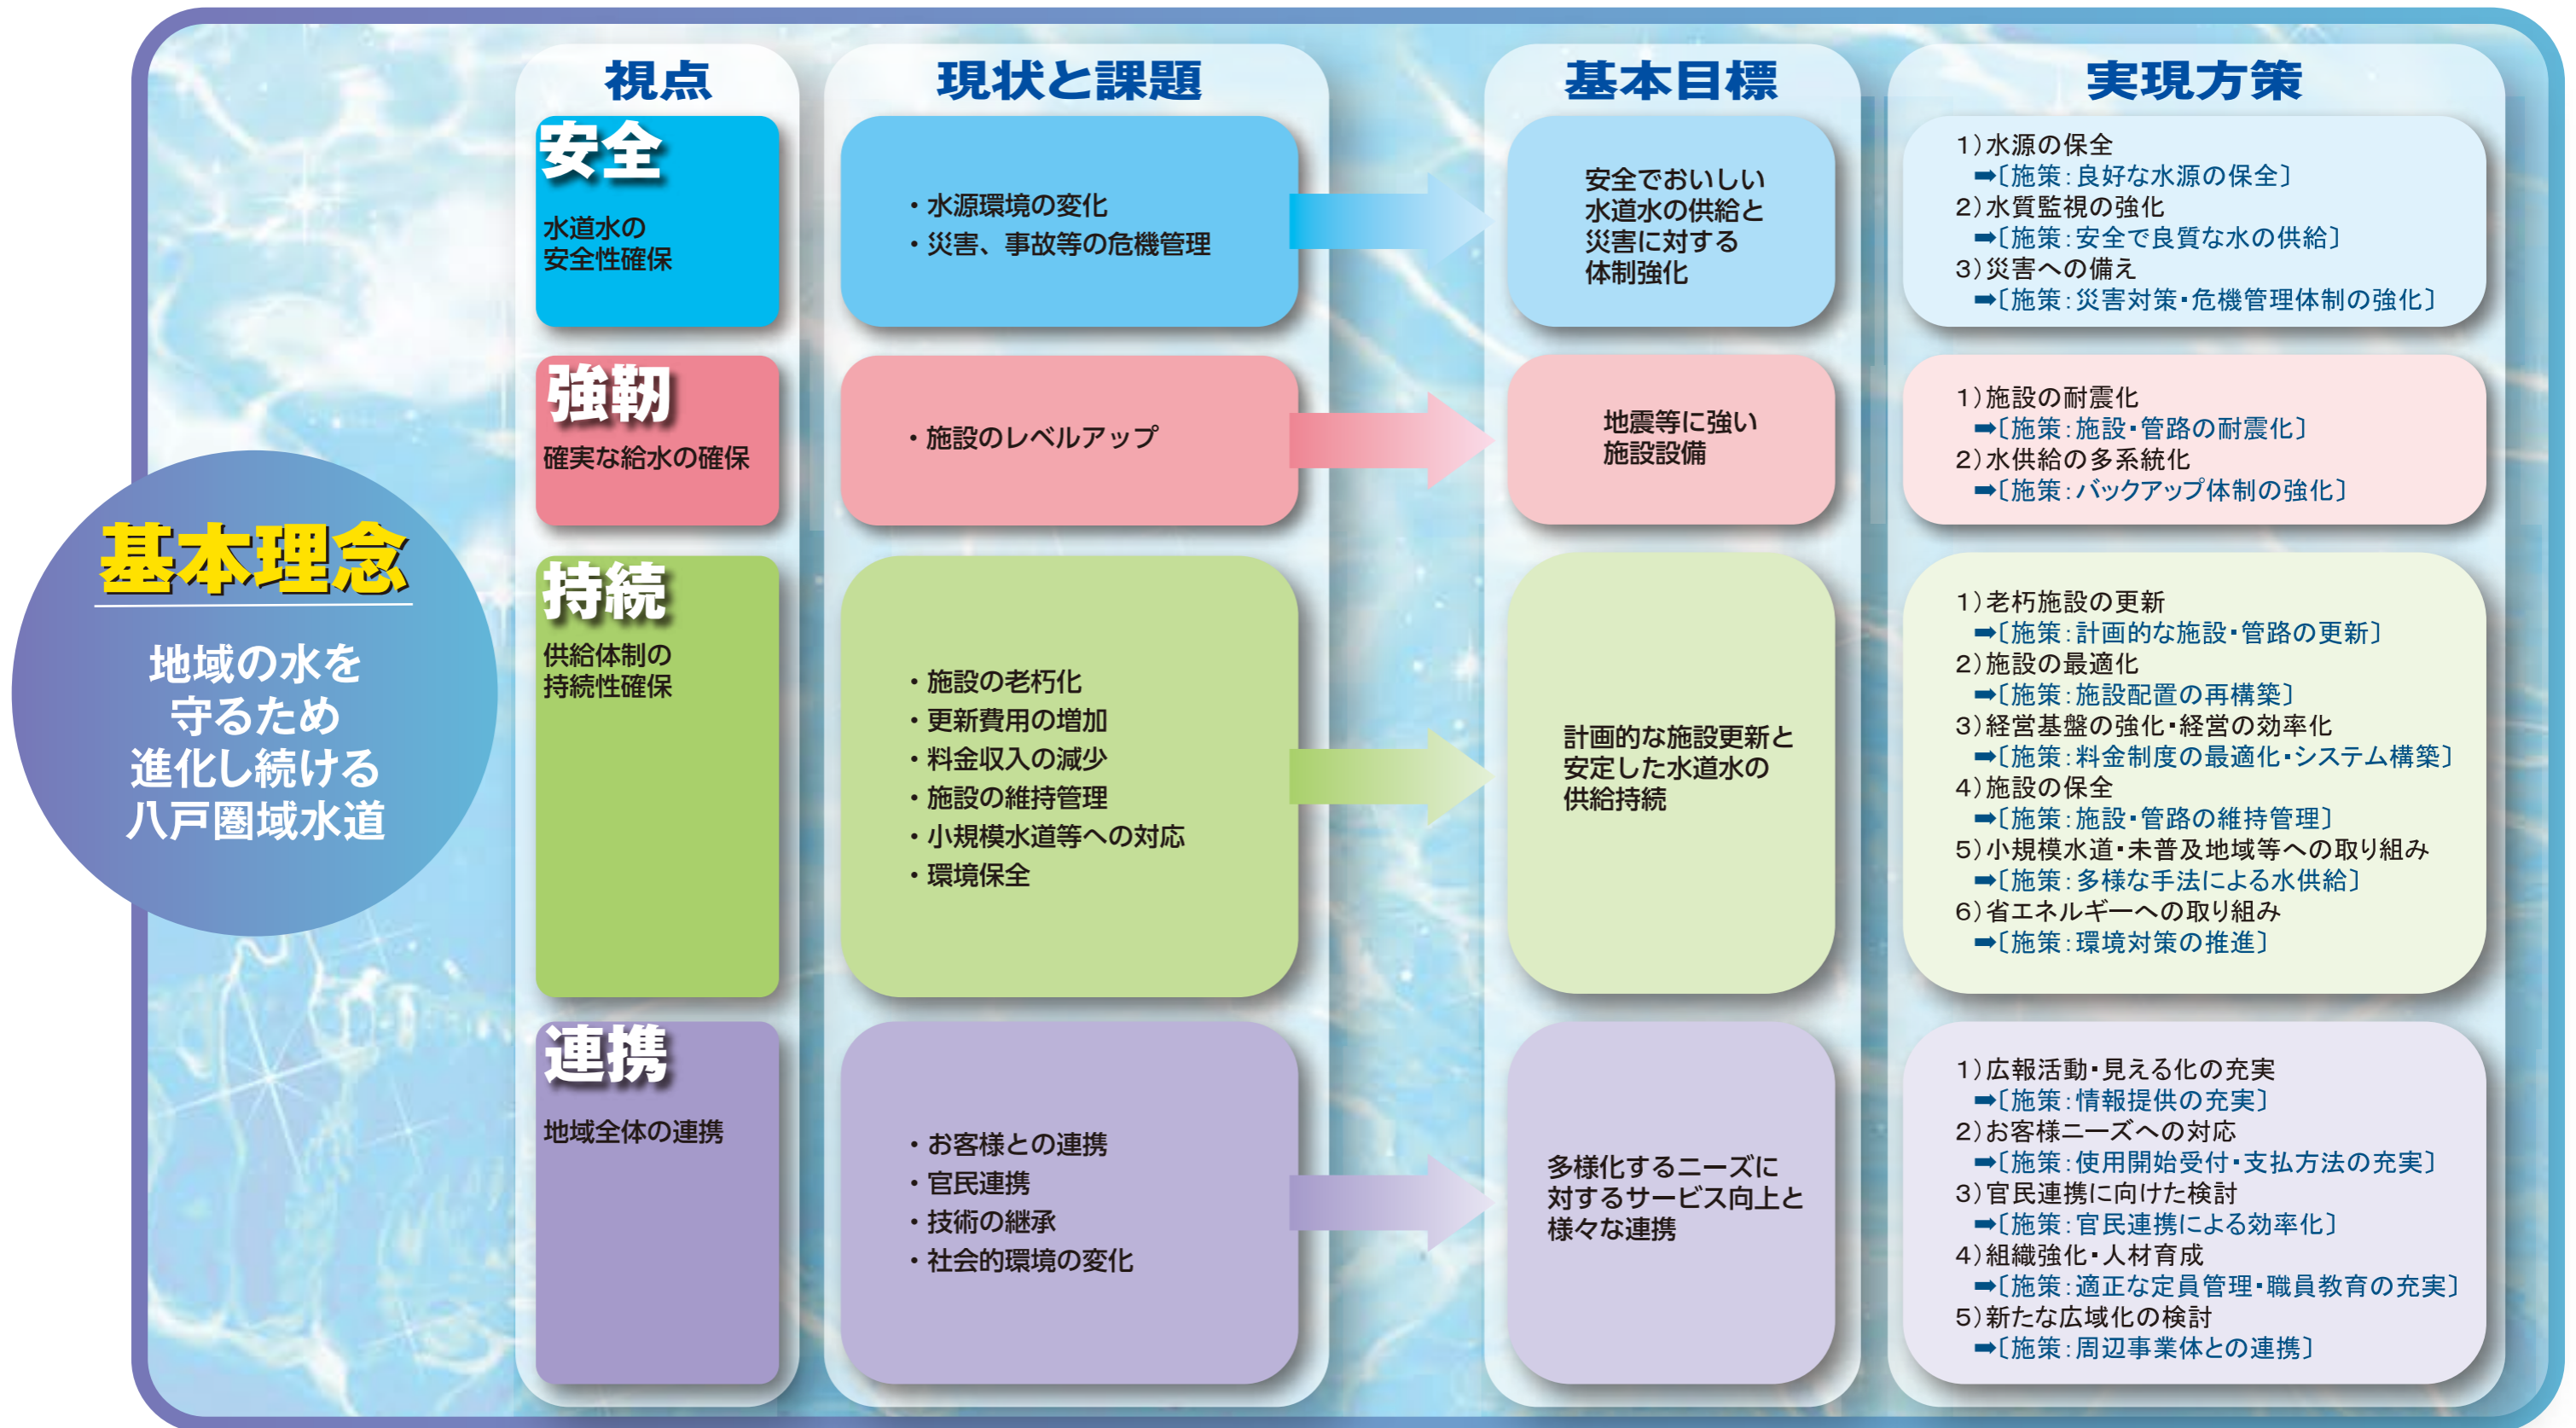 基本理念
地域の水を
守るため
進化し続ける
八戸圏域水道
視点
現状と課題
基本目標
実現方策
安全
水道水の
安全性確保
・水源環境の変化
・災害、事故等の危機管理
安全でおいしい
水道水の供給と
災害に対する
体制強化
1）水源の保全
➡〔施策：良好な水源の保全〕
2）水質監視の強化
➡〔施策：安全で良質な水の供給〕
3）災害への備え
➡〔施策：災害対策・危機管理体制の強化〕
強靭
確実な給水の確保
・施設のレベルアップ
地震等に強い
施設設備
1）施設の耐震化
➡〔施策：施設・管路の耐震化〕
2）水供給の多系統化
➡〔施策：バックアップ体制の強化〕
持続
供給体制の
持続性確保
・施設の老朽化
・更新費用の増加
・料金収入の減少
・施設の維持管理
・小規模水道等への対応
・環境保全
計画的な施設更新と
安定した水道水の
供給持続
1）老朽施設の更新
➡〔施策：計画的な施設・管路の更新〕
2）施設の最適化
➡〔施策：施設配置の再構築〕
3）経営基盤の強化・経営の効率化
➡〔施策：料金制度の最適化・システム構築〕
4）施設の保全
➡〔施策：施設・管路の維持管理〕
5）小規模水道・未普及地域等への取り組み
➡〔施策：多様な手法による水供給〕
6）省エネルギーへの取り組み
➡〔施策：環境対策の推進〕
連携
地域全体の連携
・お客様との連携
・官民連携
・技術の継承
・社会的環境の変化
多様化するニーズに
対するサービス向上と
様々な連携
1）広報活動・見える化の充実
➡〔施策：情報提供の充実〕
2）お客様ニーズへの対応
➡〔施策：使用開始受付・支払方法の充実〕
3）官民連携に向けた検討
➡〔施策：官民連携による効率化〕
4）組織強化・人材育成
➡〔施策：適正な定員管理・職員教育の充実〕
5）新たな広域化の検討
➡〔施策：周辺事業体との連携〕